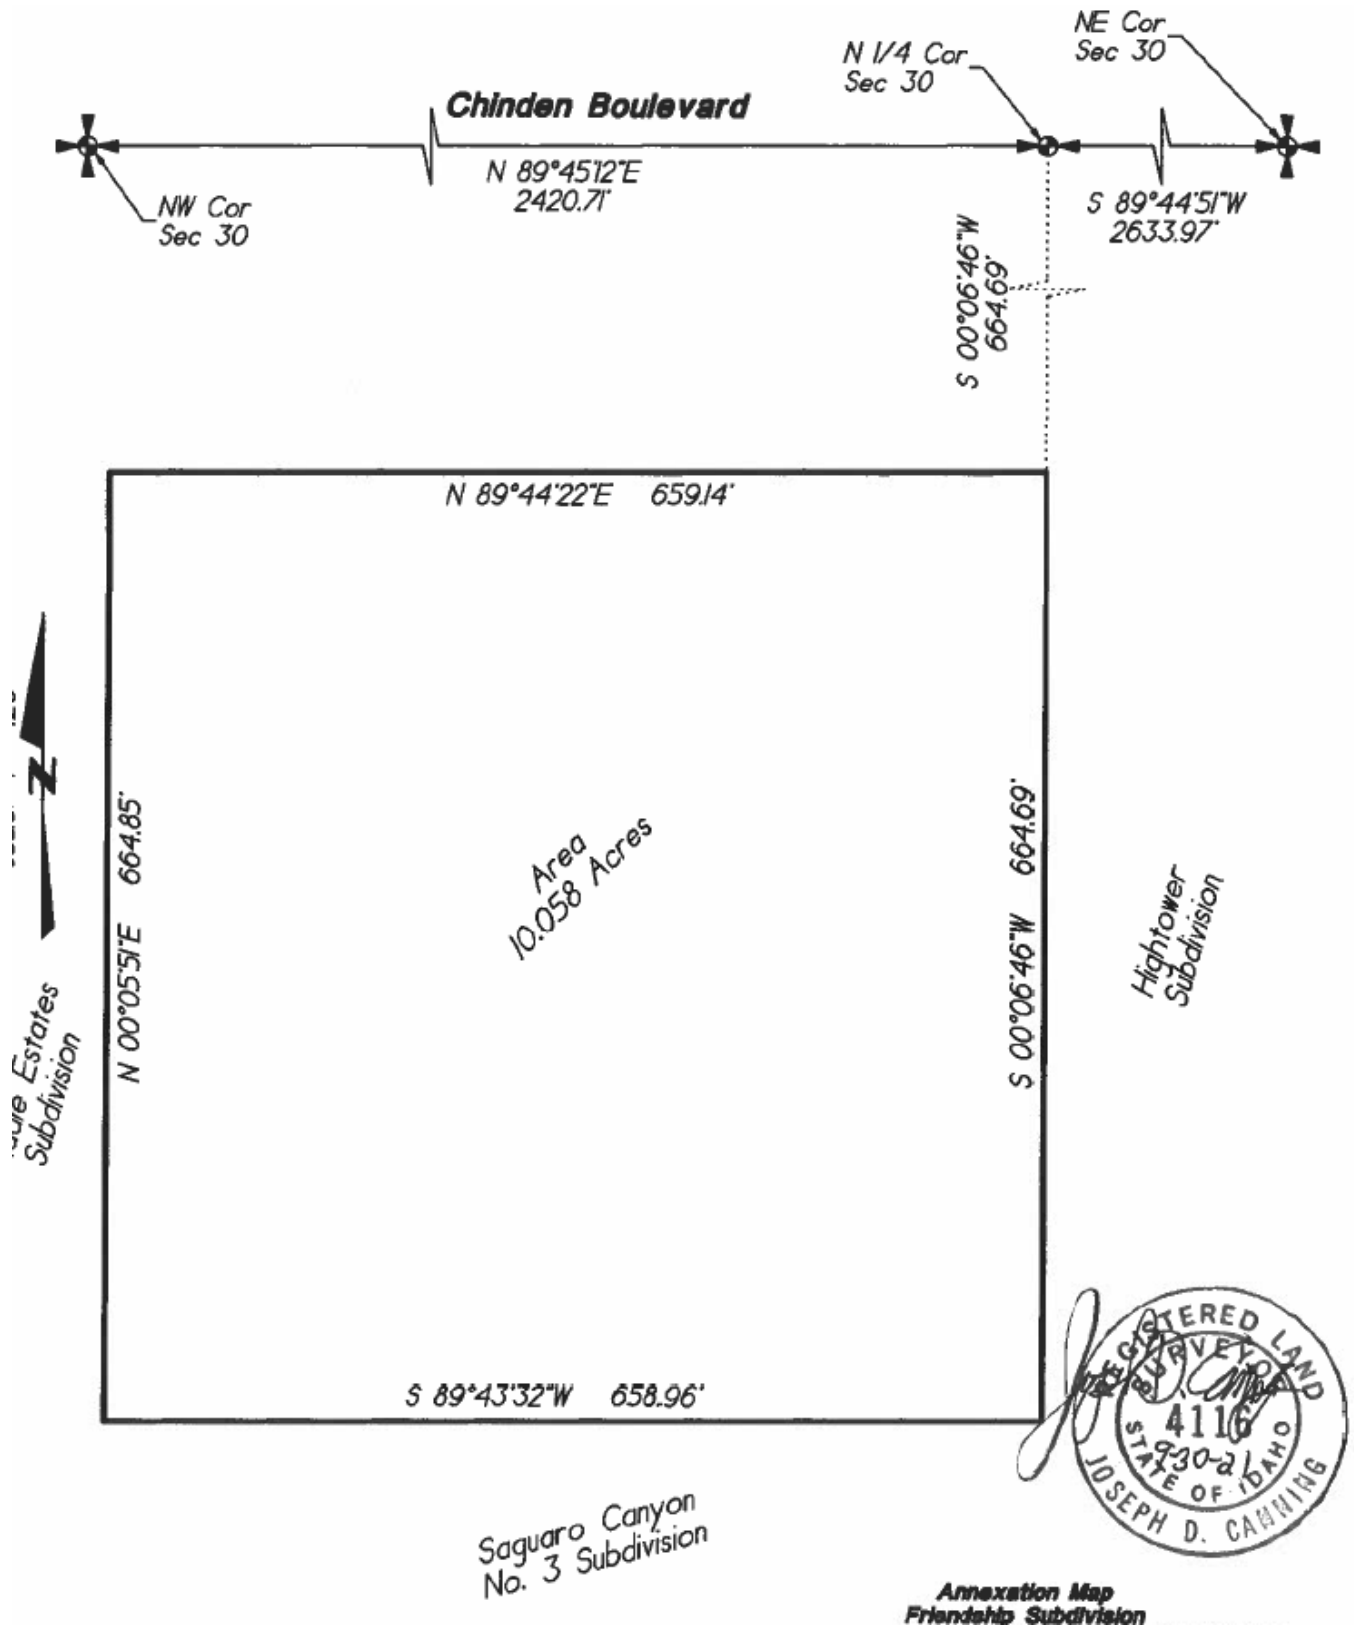 NE Cor
Sec 30
N 1/4 Cor
Sec 30
Chinden Boulevard
N 89°45'12"E
2420.71'
NW Cor
Sec 30
S 89°44'51"W
2633.97'
S 00°06'46"W
664.69'
N 89°44'22"E 659.14'
N 00°05'51"E 664.85'
Area
10.058 Acres
S 00°06'46"W 664.69'
Hightower
Subdivision
Z
Estates
Subdivision
S 89°43'32"W 658.96'
Saguaro Canyon
No. 3 Subdivision
REGISTERED LAND
SURVEYOR
4116
9-30-21
STATE OF IDAHO
JOSEPH D. CANNING
Annexation Map
Friendship Subdivision